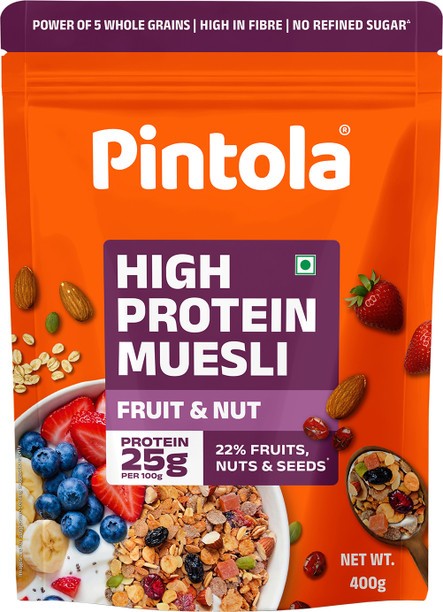 POWER OF 5 WHOLE GRAINS | HIGH IN FIBRE | NO REFINED SUGAR^
Pintola®
HIGH
PROTEIN
MUESLI
FRUIT & NUT
PROTEIN
25g
PER 100g
22% FRUITS,
NUTS & SEEDS*
NET WT.
400g